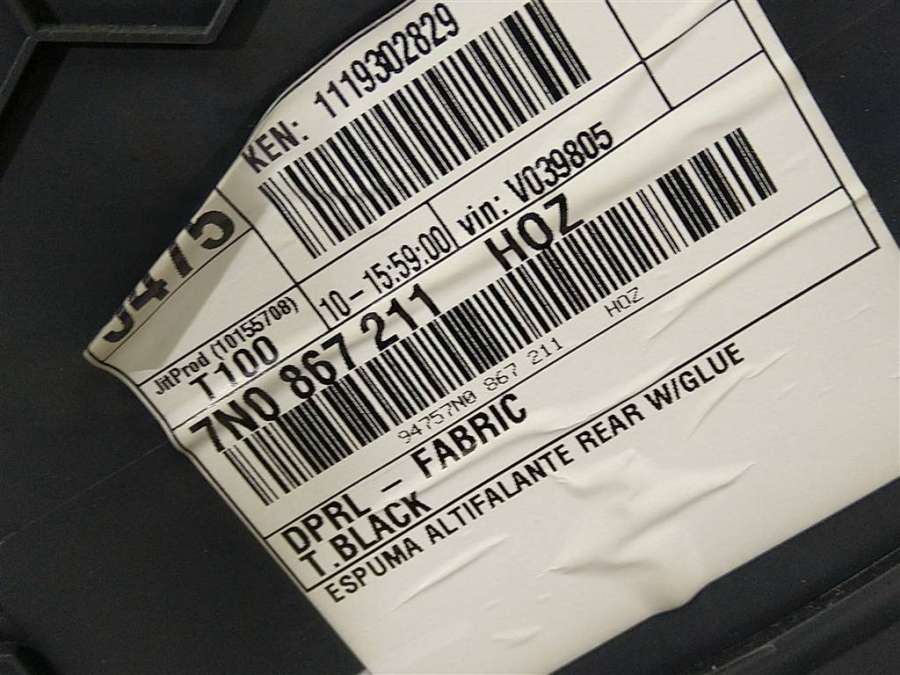 KEN: 1119302829
5475
10-15:59:00 vin: V039805
JitProd (10155708)
T100
7N0 867 211 HOZ
94757N0 867 211 HOZ
DPRL - FABRIC
T.BLACK
ESPUMA ALTIFALANTE REAR W/GLUE